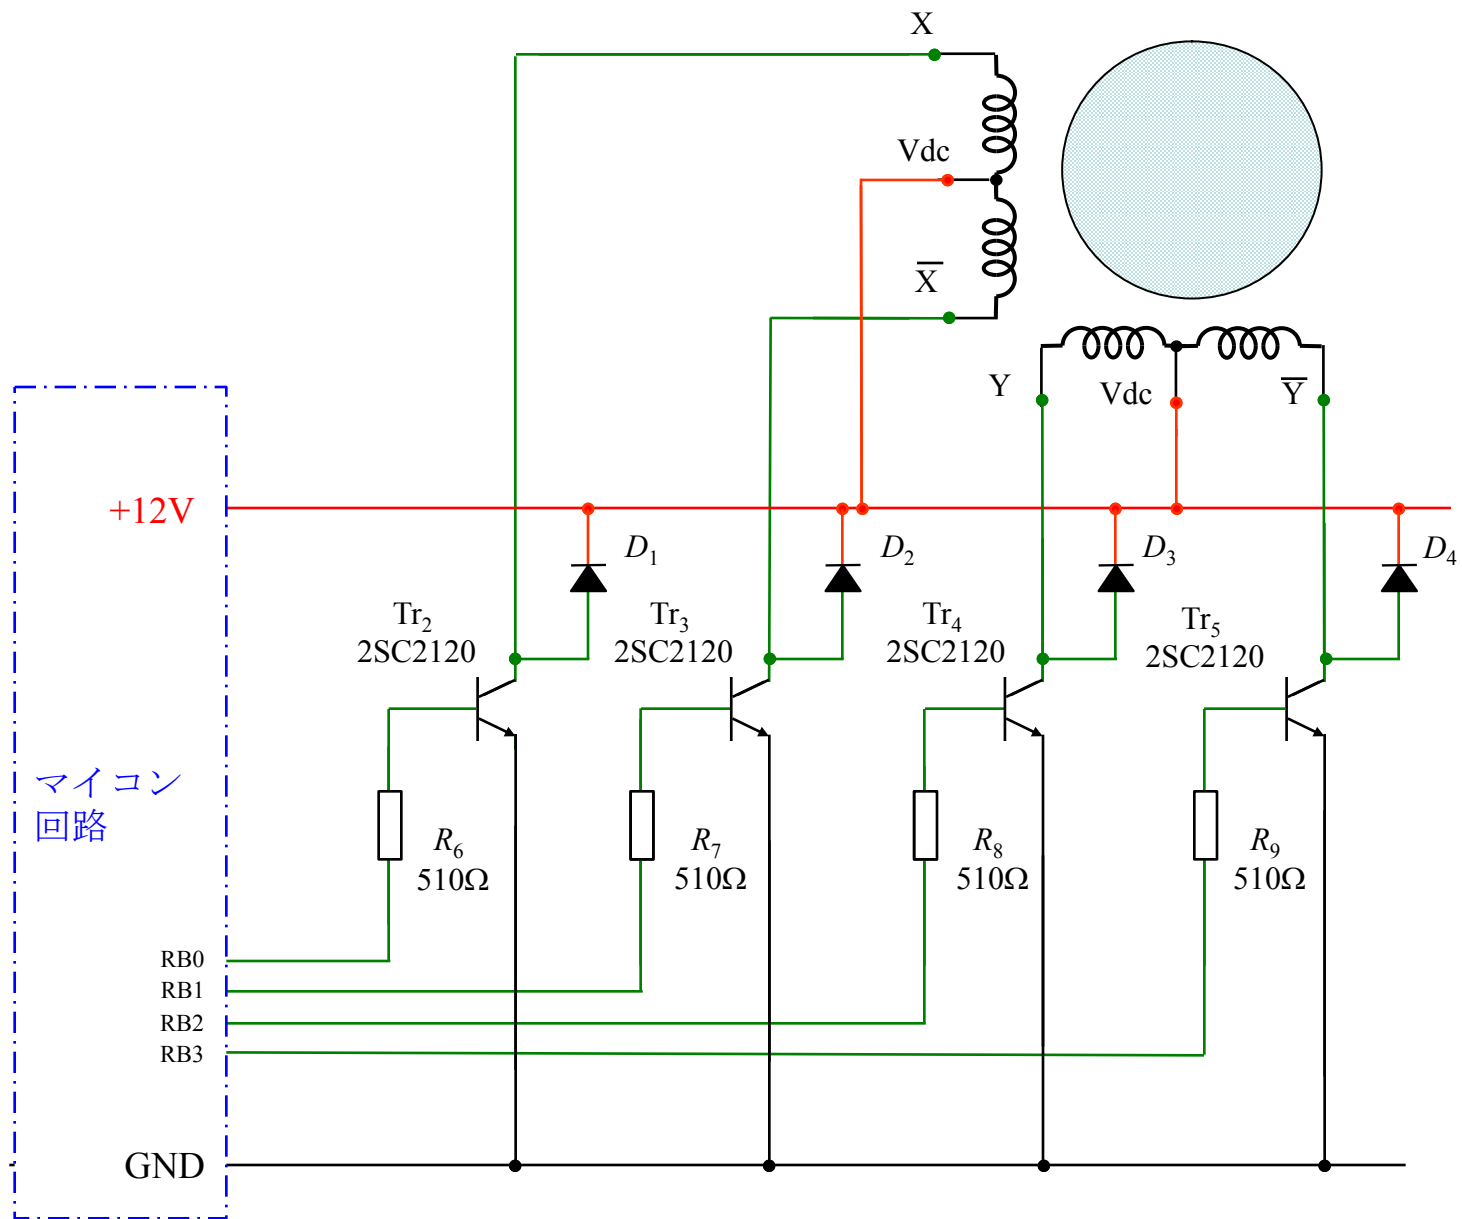 X
Vdc
X̅
Y
Vdc
Y̅
+12V
D₁
D₂
D₃
D₄
Tr₂
2SC2120
Tr₃
2SC2120
Tr₄
2SC2120
Tr₅
2SC2120
マイコン
回路
R₆
510Ω
R₇
510Ω
R₈
510Ω
R₉
510Ω
RB0
RB1
RB2
RB3
GND